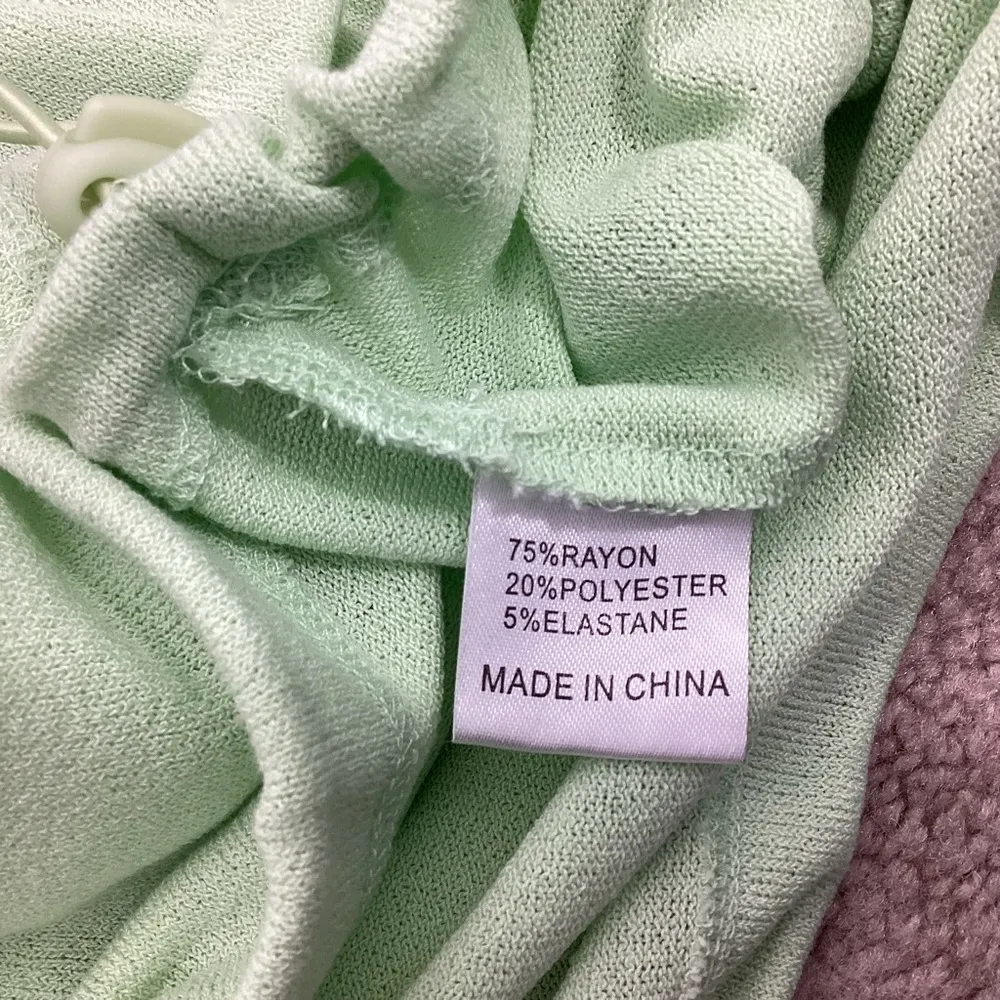 75%RAYON
20%POLYESTER
5%ELASTANE
MADE IN CHINA